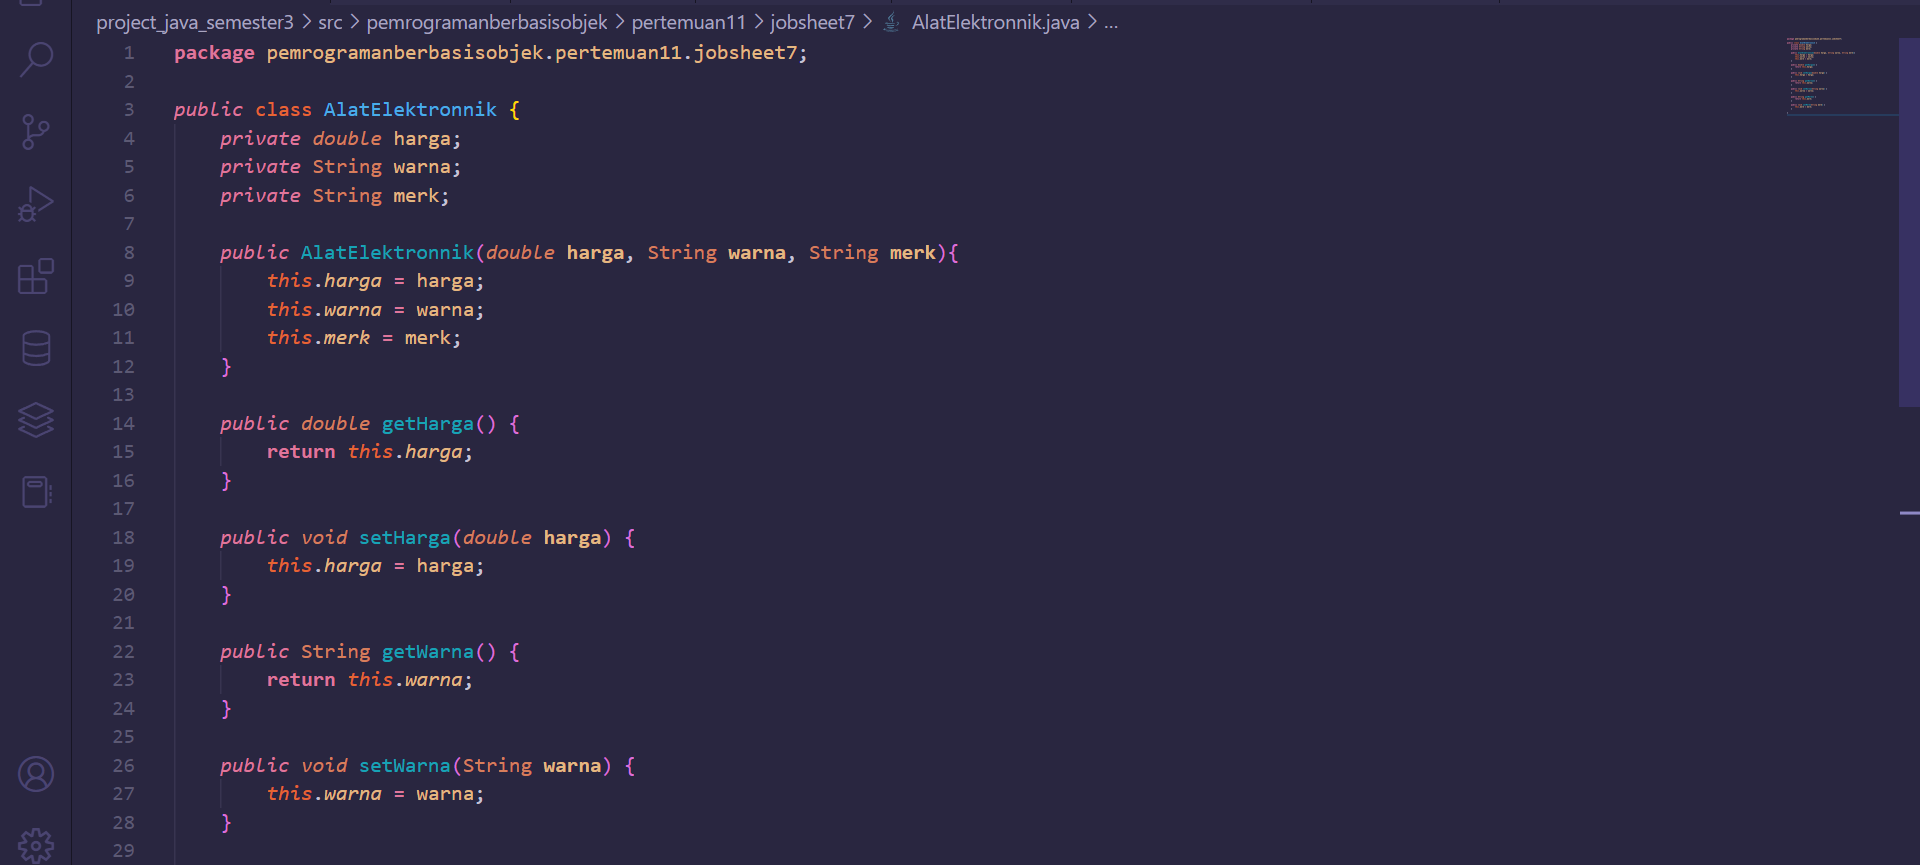 project_java_semester3 > src > pemrogramanberbasisobjek > pertemuan11 > jobsheet7 > AlatElektronnik.java > ...
1 package pemrogramanberbasisobjek.pertemuan11.jobsheet7;
2
3 public class AlatElektronnik {
4     private double harga;
5     private String warna;
6     private String merk;
7
8     public AlatElektronnik(double harga, String warna, String merk){
9         this.harga = harga;
10         this.warna = warna;
11         this.merk = merk;
12     }
13
14     public double getHarga() {
15         return this.harga;
16     }
17
18     public void setHarga(double harga) {
19         this.harga = harga;
20     }
21
22     public String getWarna() {
23         return this.warna;
24     }
25
26     public void setWarna(String warna) {
27         this.warna = warna;
28     }
29